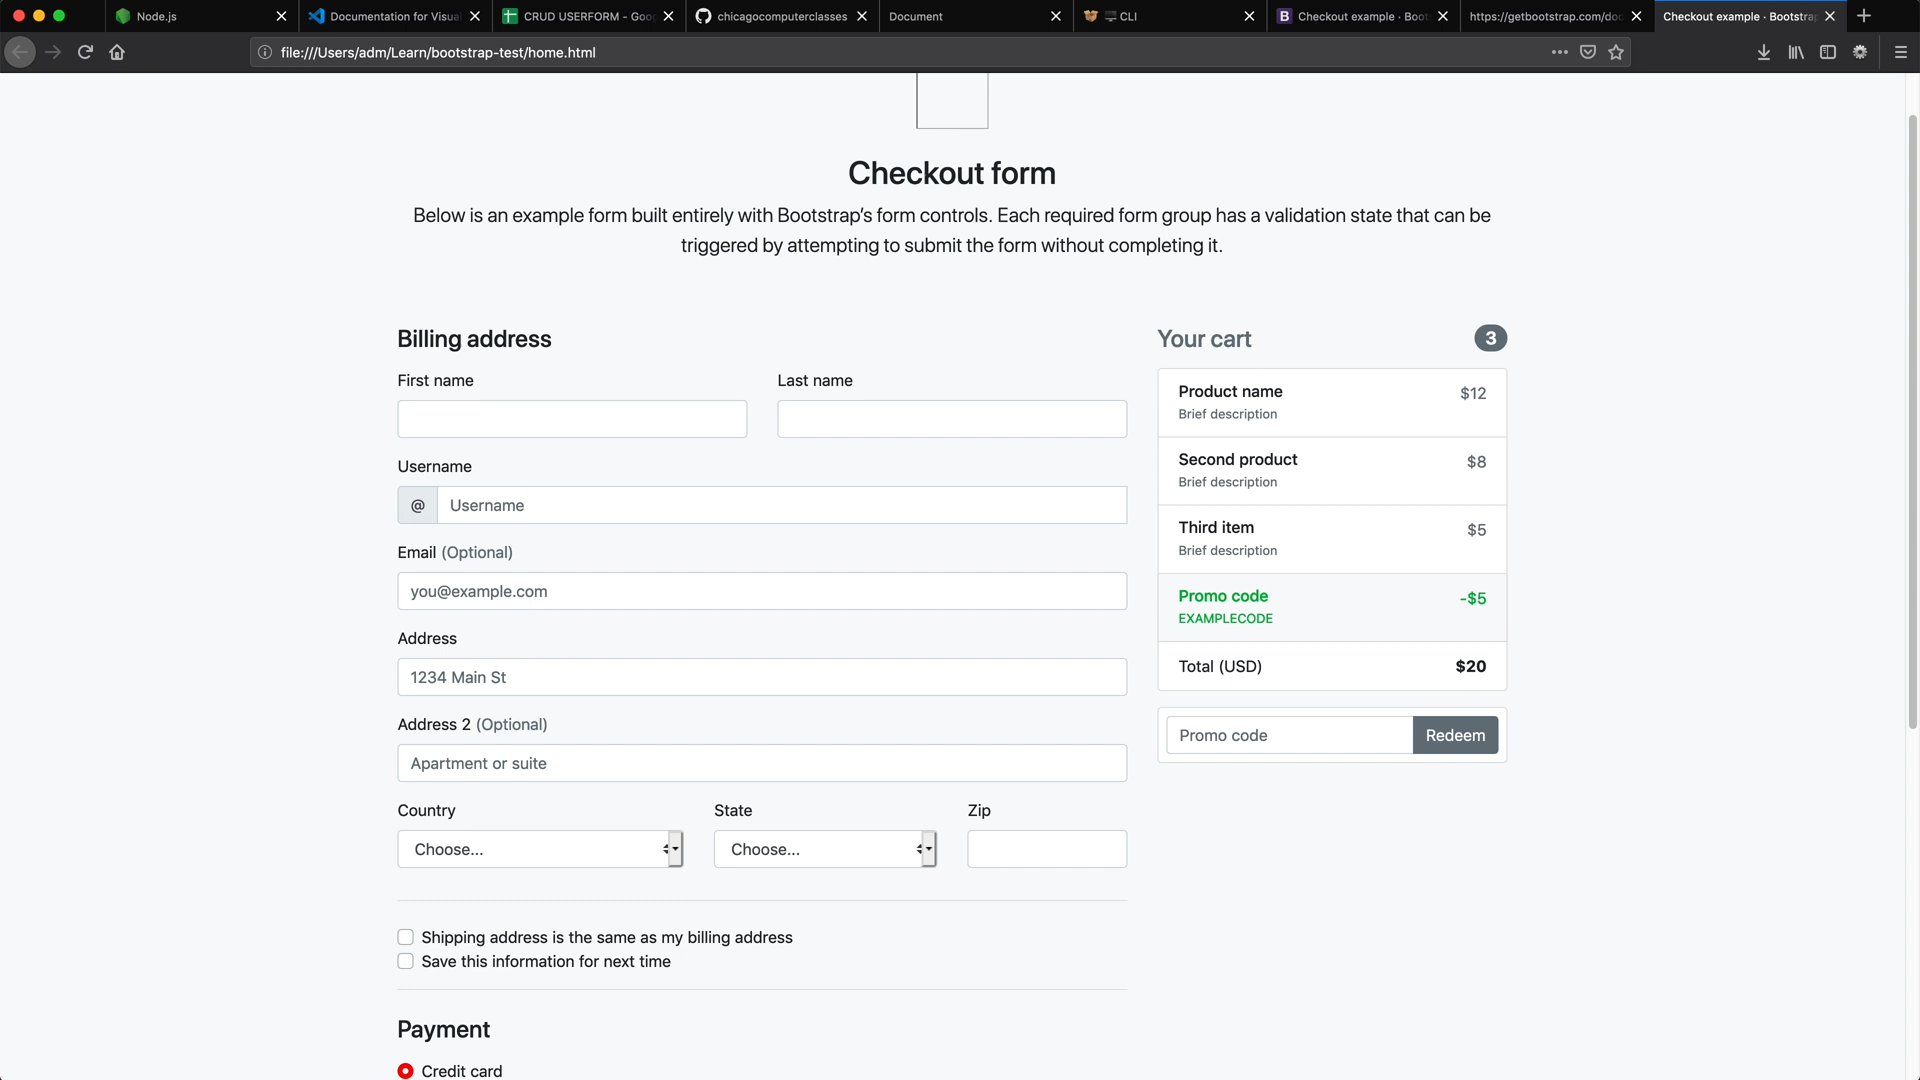 Node.js
Documentation for Visual
CRUD USERFORM - Goog
chicagocomputerclasses
Document
CLI
B Checkout example · Boot
https://getbootstrap.com/doc
Checkout example · Bootstrap
file:///Users/adm/Learn/bootstrap-test/home.html
Checkout form
Below is an example form built entirely with Bootstrap’s form controls. Each required form group has a validation state that can be
triggered by attempting to submit the form without completing it.
Billing address
First name
Last name
Username
@ Username
Email (Optional)
you@example.com
Address
1234 Main St
Address 2 (Optional)
Apartment or suite
Country
State
Zip
Choose...
Choose...
Shipping address is the same as my billing address
Save this information for next time
Payment
Credit card
Your cart
3
Product name
$12
Brief description
Second product
$8
Brief description
Third item
$5
Brief description
Promo code
-$5
EXAMPLECODE
Total (USD)
$20
Promo code
Redeem